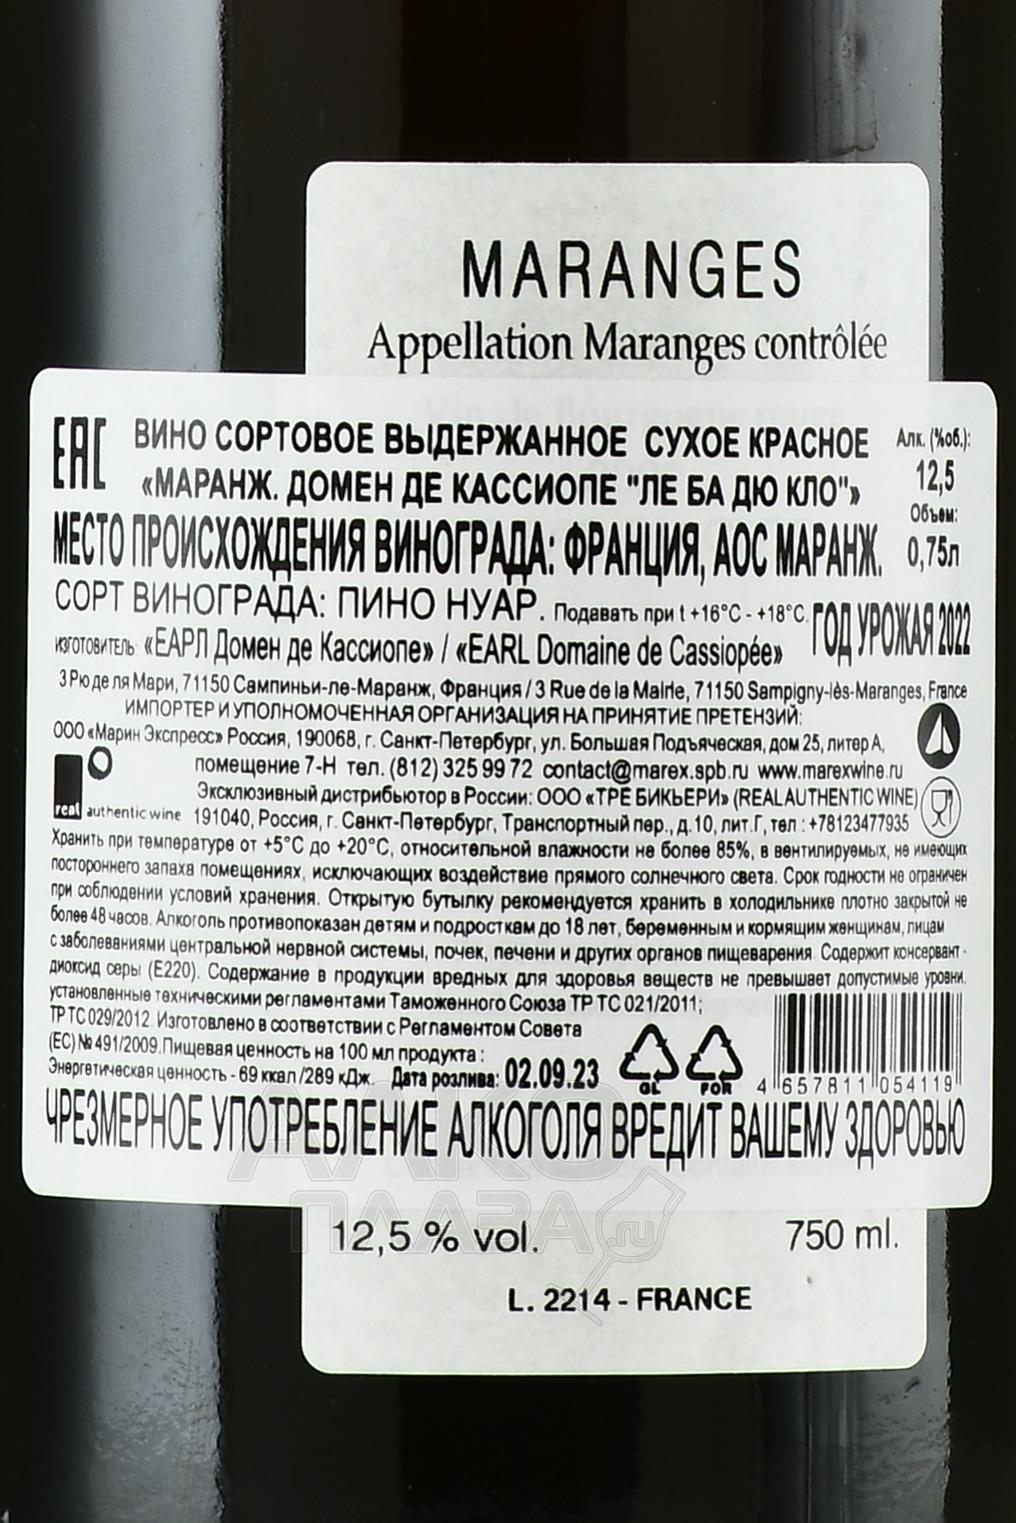 MARANGES
Appellation Maranges contrôlée
EAC
ВИНО СОРТОВОЕ ВЫДЕРЖАННОЕ СУХОЕ КРАСНОЕ
«МАРАНЖ. ДОМЕН ДЕ КАССИОПЕ "ЛЕ БА ДЮ КЛО"»
Алк. (%об.):
12,5
Объем:
0,75л
МЕСТО ПРОИСХОЖДЕНИЯ ВИНОГРАДА: ФРАНЦИЯ, АОС МАРАНЖ.
СОРТ ВИНОГРАДА: ПИНО НУАР. Подавать при t +16°C - +18°C. ГОД УРОЖАЯ 2022
ИЗГОТОВИТЕЛЬ: «ЕАРЛ Домен де Кассиопе» / «EARL Domaine de Cassiopée»
3 Рю де ля Мари, 71150 Сампиньи-ле-Маранж, Франция / 3 Rue de la Mairie, 71150 Sampigny-lès-Maranges, France
ИМПОРТЕР И УПОЛНОМОЧЕННАЯ ОРГАНИЗАЦИЯ НА ПРИНЯТИЕ ПРЕТЕНЗИЙ:
ООО «Марин Экспресс» Россия, 190068, г. Санкт-Петербург, ул. Большая Подъяческая, дом 25, литер А,
помещение 7-Н тел. (812) 325 99 72 contact@marex.spb.ru www.marexwine.ru
Эксклюзивный дистрибьютор в России: ООО «ТРЕ БИКЬЕРИ» (REAL AUTHENTIC WINE)
real authentic wine
191040, Россия, г. Санкт-Петербург, Транспортный пер., д. 10, лит. Г, тел : +78123477935
Хранить при температуре от +5°C до +20°C, относительной влажности не более 85%, в вентилируемых, не имеющих
постороннего запаха помещениях, исключающих воздействие прямого солнечного света. Срок годности не ограничен
при соблюдении условий хранения. Открытую бутылку рекомендуется хранить в холодильнике плотно закрытой не
более 48 часов. Алкоголь противопоказан детям и подросткам до 18 лет, беременным и кормящим женщинам, лицам
с заболеваниями центральной нервной системы, почек, печени и других органов пищеварения. Содержит консервант -
диоксид серы (Е220). Содержание в продукции вредных для здоровья веществ не превышает допустимые уровни,
установленные техническими регламентами Таможенного Союза ТР ТС 021/2011;
ТР ТС 029/2012. Изготовлено в соответствии с Регламентом Совета
(ЕС) № 491/2009. Пищевая ценность на 100 мл продукта :
Энергетическая ценность - 69 ккал /289 кДж. Дата розлива: 02.09.23
GL FOR
4 657811 054119
ЧРЕЗМЕРНОЕ УПОТРЕБЛЕНИЕ АЛКОГОЛЯ ВРЕДИТ ВАШЕМУ ЗДОРОВЬЮ
АЛКО
ПЛАЗА.ru
12,5 % vol. 750 ml.
L. 2214 - FRANCE